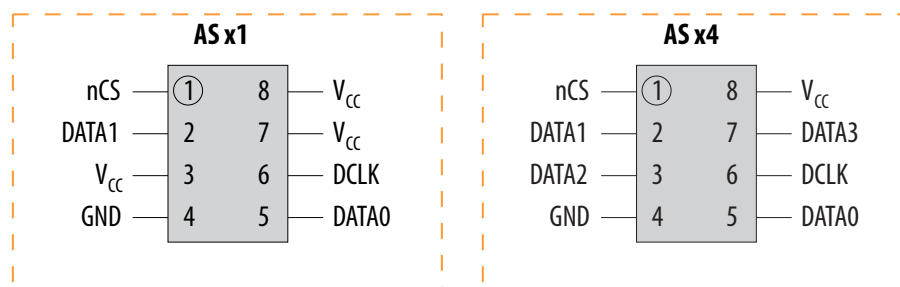 AS x1
nCS 1 8 VCC
DATA1 2 7 VCC
VCC 3 6 DCLK
GND 4 5 DATA0
AS x4
nCS 1 8 VCC
DATA1 2 7 DATA3
DATA2 3 6 DCLK
GND 4 5 DATA0